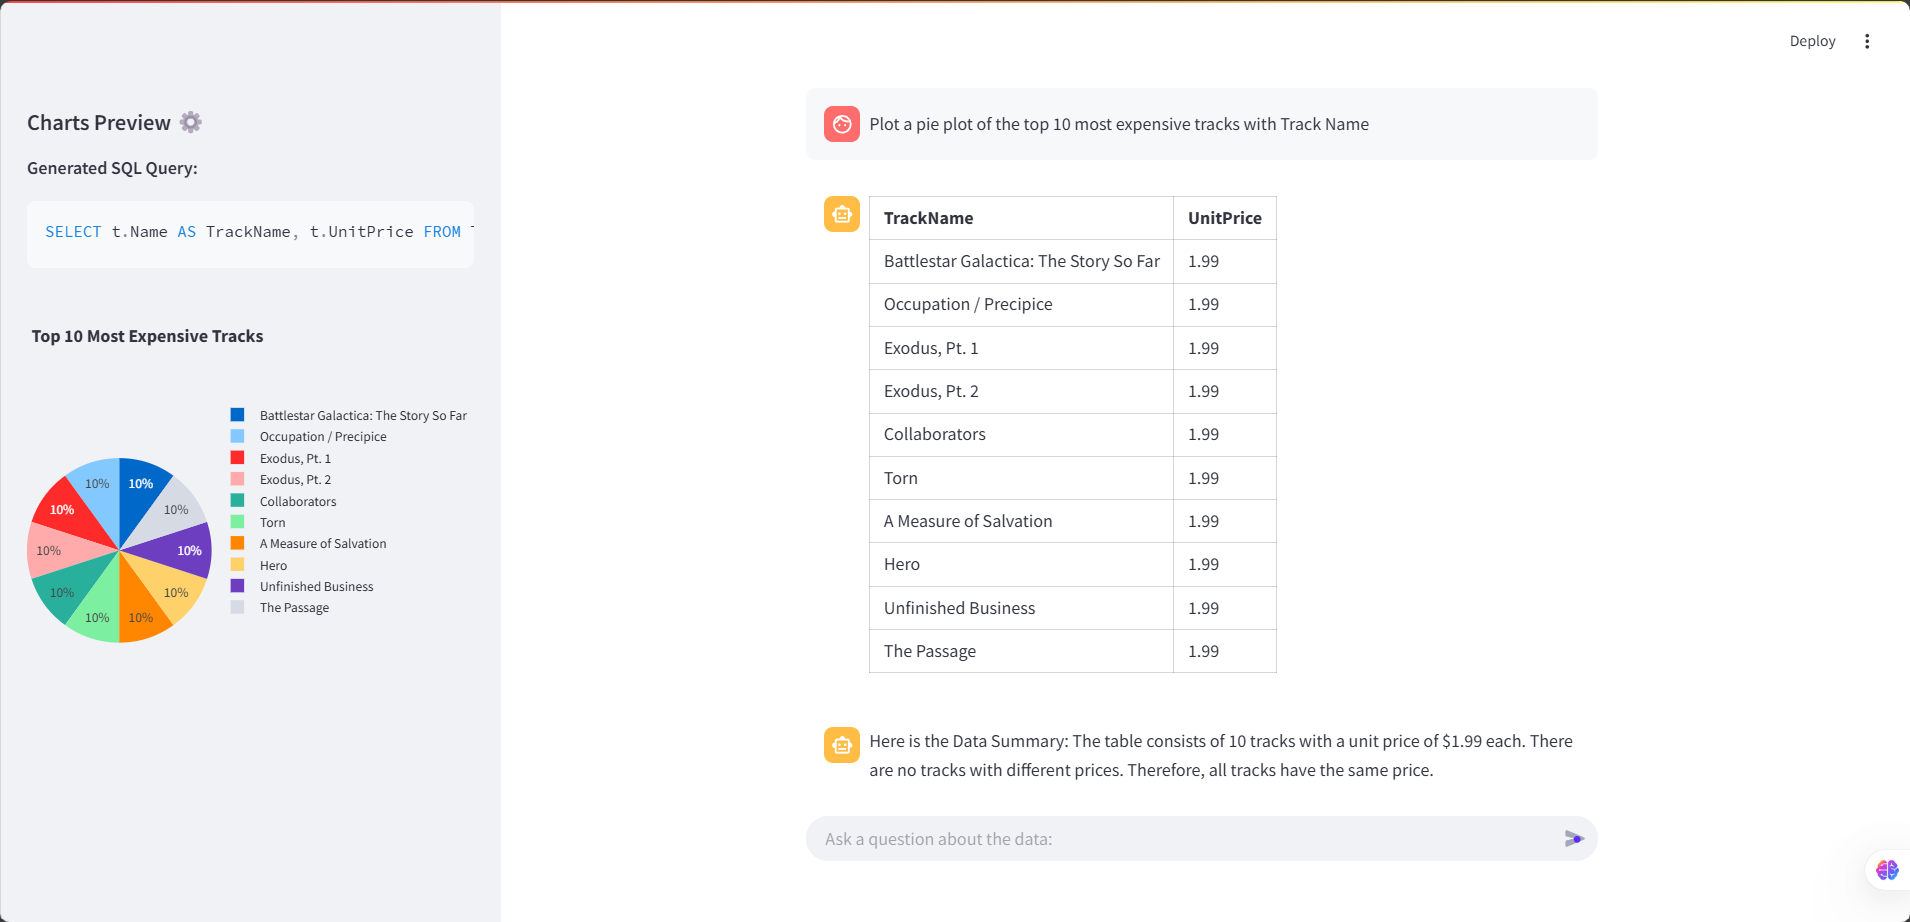 Deploy
Charts Preview
Generated SQL Query:
SELECT t.Name AS TrackName, t.UnitPrice FROM
Top 10 Most Expensive Tracks
10%
10%
10%
10%
10%
10%
10%
10%
10%
10%
Battlestar Galactica: The Story So Far
Occupation / Precipice
Exodus, Pt. 1
Exodus, Pt. 2
Collaborators
Torn
A Measure of Salvation
Hero
Unfinished Business
The Passage
Plot a pie plot of the top 10 most expensive tracks with Track Name
TrackName UnitPrice
Battlestar Galactica: The Story So Far 1.99
Occupation / Precipice 1.99
Exodus, Pt. 1 1.99
Exodus, Pt. 2 1.99
Collaborators 1.99
Torn 1.99
A Measure of Salvation 1.99
Hero 1.99
Unfinished Business 1.99
The Passage 1.99
Here is the Data Summary: The table consists of 10 tracks with a unit price of $1.99 each. There
are no tracks with different prices. Therefore, all tracks have the same price.
Ask a question about the data: